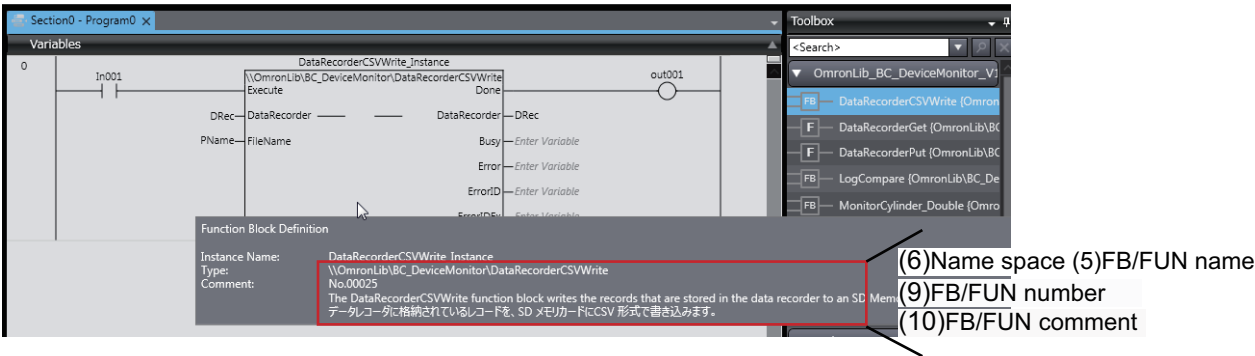 Section0 - Program0 ×
Toolbox
Variables
<Search>
0
In001
DataRecorderCSVWrite_Instance
\\OmronLib\BC_DeviceMonitor\DataRecorderCSVWrite
Execute Done
out001
DRec DataRecorder DataRecorder DRec
PName FileName Busy Enter Variable
Error Enter Variable
ErrorID Enter Variable
ErrorIDEx Enter Variable
OmronLib_BC_DeviceMonitor_V1
FB DataRecorderCSVWrite {Omron
F DataRecorderGet {OmronLib\BC
F DataRecorderPut {OmronLib\BC
FB LogCompare {OmronLib\BC_De
FB MonitorCylinder_Double {Omro
Function Block Definition
Instance Name: DataRecorderCSVWrite_Instance
Type: \\OmronLib\BC_DeviceMonitor\DataRecorderCSVWrite
Comment: No.00025
The DataRecorderCSVWrite function block writes the records that are stored in the data recorder to an SD Mem
データレコーダに格納されているレコードを、SD メモリカードにCSV 形式で書き込みます。
(6)Name space (5)FB/FUN name
(9)FB/FUN number
(10)FB/FUN comment